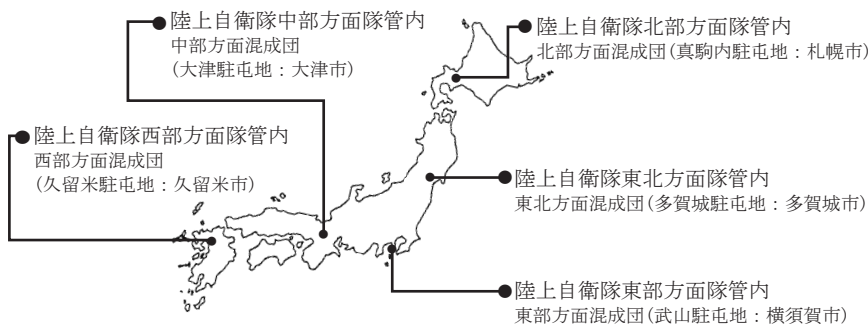 陸上自衛隊中部方面隊管内
中部方面混成団
(大津駐屯地：大津市)
陸上自衛隊北部方面隊管内
北部方面混成団(真駒内駐屯地：札幌市)
陸上自衛隊西部方面隊管内
西部方面混成団
(久留米駐屯地：久留米市)
陸上自衛隊東北方面隊管内
東北方面混成団(多賀城駐屯地：多賀城市)
陸上自衛隊東部方面隊管内
東部方面混成団(武山駐屯地：横須賀市)